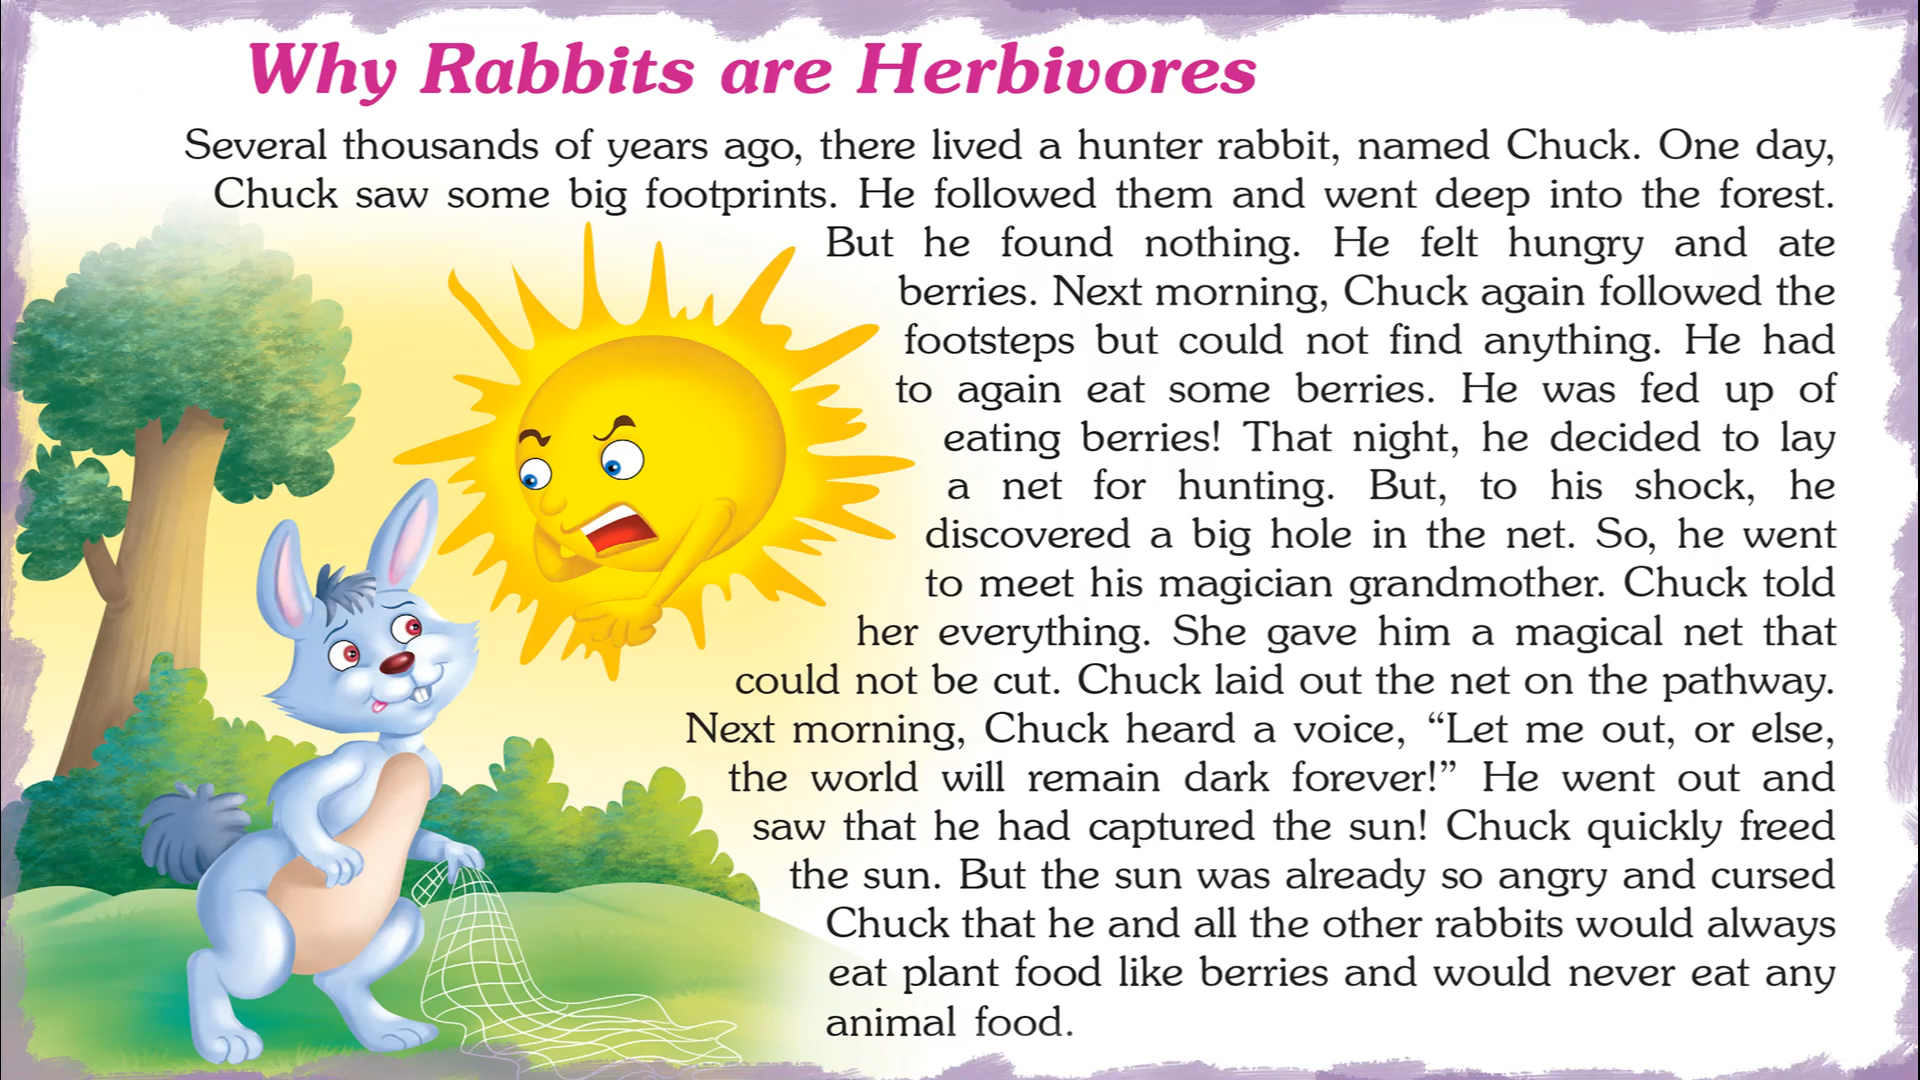 Why Rabbits are Herbivores
Several thousands of years ago, there lived a hunter rabbit, named Chuck. One day,
Chuck saw some big footprints. He followed them and went deep into the forest.
But he found nothing. He felt hungry and ate
berries. Next morning, Chuck again followed the
footsteps but could not find anything. He had
to again eat some berries. He was fed up of
eating berries! That night, he decided to lay
a net for hunting. But, to his shock, he
discovered a big hole in the net. So, he went
to meet his magician grandmother. Chuck told
her everything. She gave him a magical net that
could not be cut. Chuck laid out the net on the pathway.
Next morning, Chuck heard a voice, “Let me out, or else,
the world will remain dark forever!” He went out and
saw that he had captured the sun! Chuck quickly freed
the sun. But the sun was already so angry and cursed
Chuck that he and all the other rabbits would always
eat plant food like berries and would never eat any
animal food.